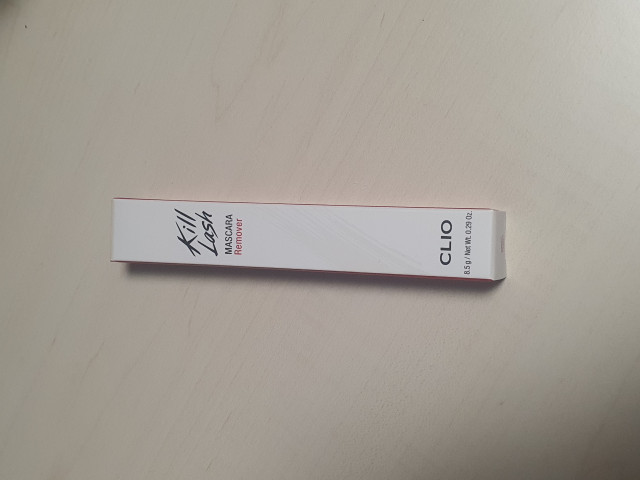 Kill
Lash
MASCARA
Remover
CLIO
8.5 g / Net Wt. 0.29 Oz.